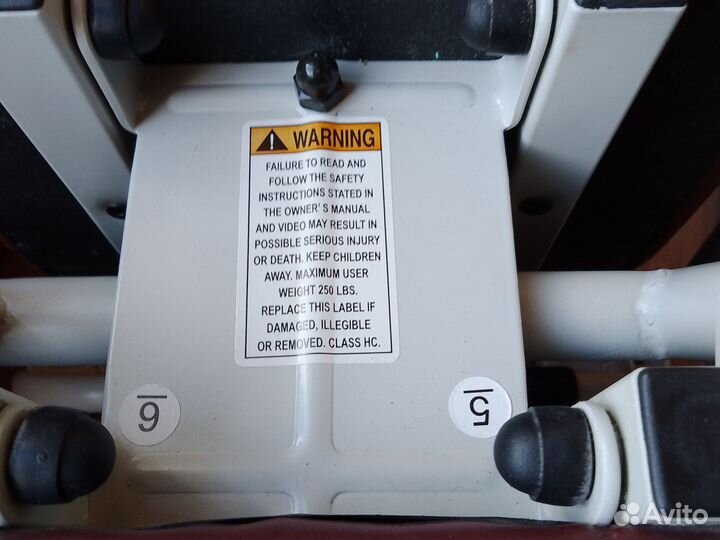 WARNING
FAILURE TO READ AND
FOLLOW THE SAFETY
INSTRUCTIONS STATED IN
THE OWNER'S MANUAL
AND VIDEO MAY RESULT IN
POSSIBLE SERIOUS INJURY
OR DEATH. KEEP CHILDREN
AWAY. MAXIMUM USER
WEIGHT 250 LBS.
REPLACE THIS LABEL IF
DAMAGED, ILLEGIBLE
OR REMOVED. CLASS HC.
6
5
Avito